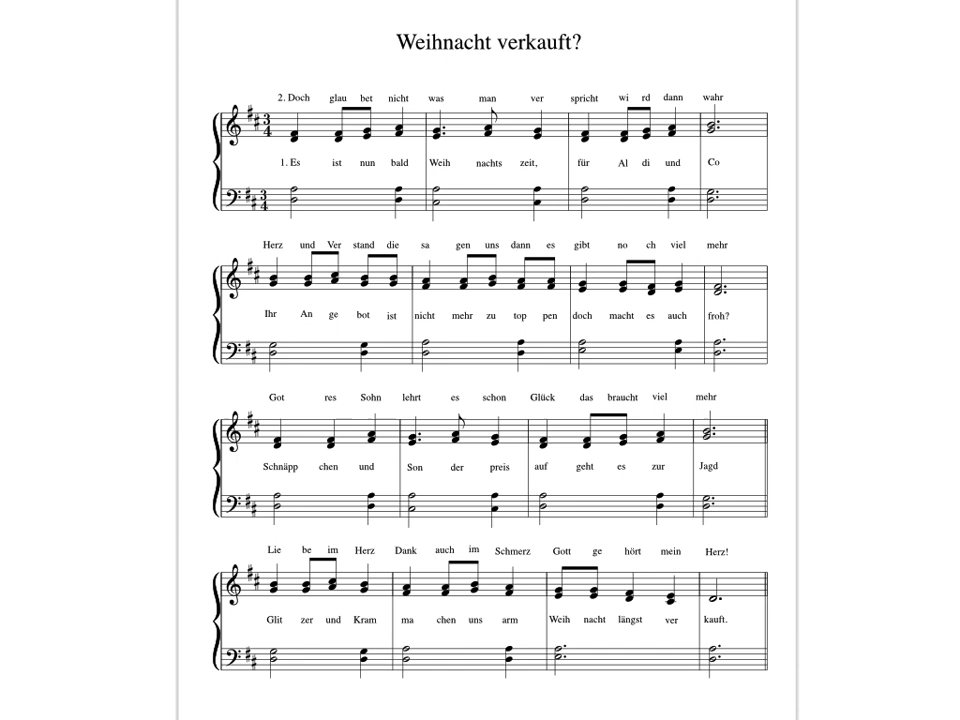 Weihnacht verkauft?
2. Doch glau bet nicht was man ver spricht wi rd dann wahr
1. Es ist nun bald Weih nachts zeit, für Al di und Co
Herz und Ver stand die sa gen uns dann es gibt no ch viel mehr
Ihr An ge bot ist nicht mehr zu top pen doch macht es auch froh?
Got res Sohn lehrt es schon Glück das braucht viel mehr
Schnäpp chen und Son der preis auf geht es zur Jagd
Lie be im Herz Dank auch im Schmerz Gott ge hört mein Herz!
Glit zer und Kram ma chen uns arm Weih nacht längst ver kauft.